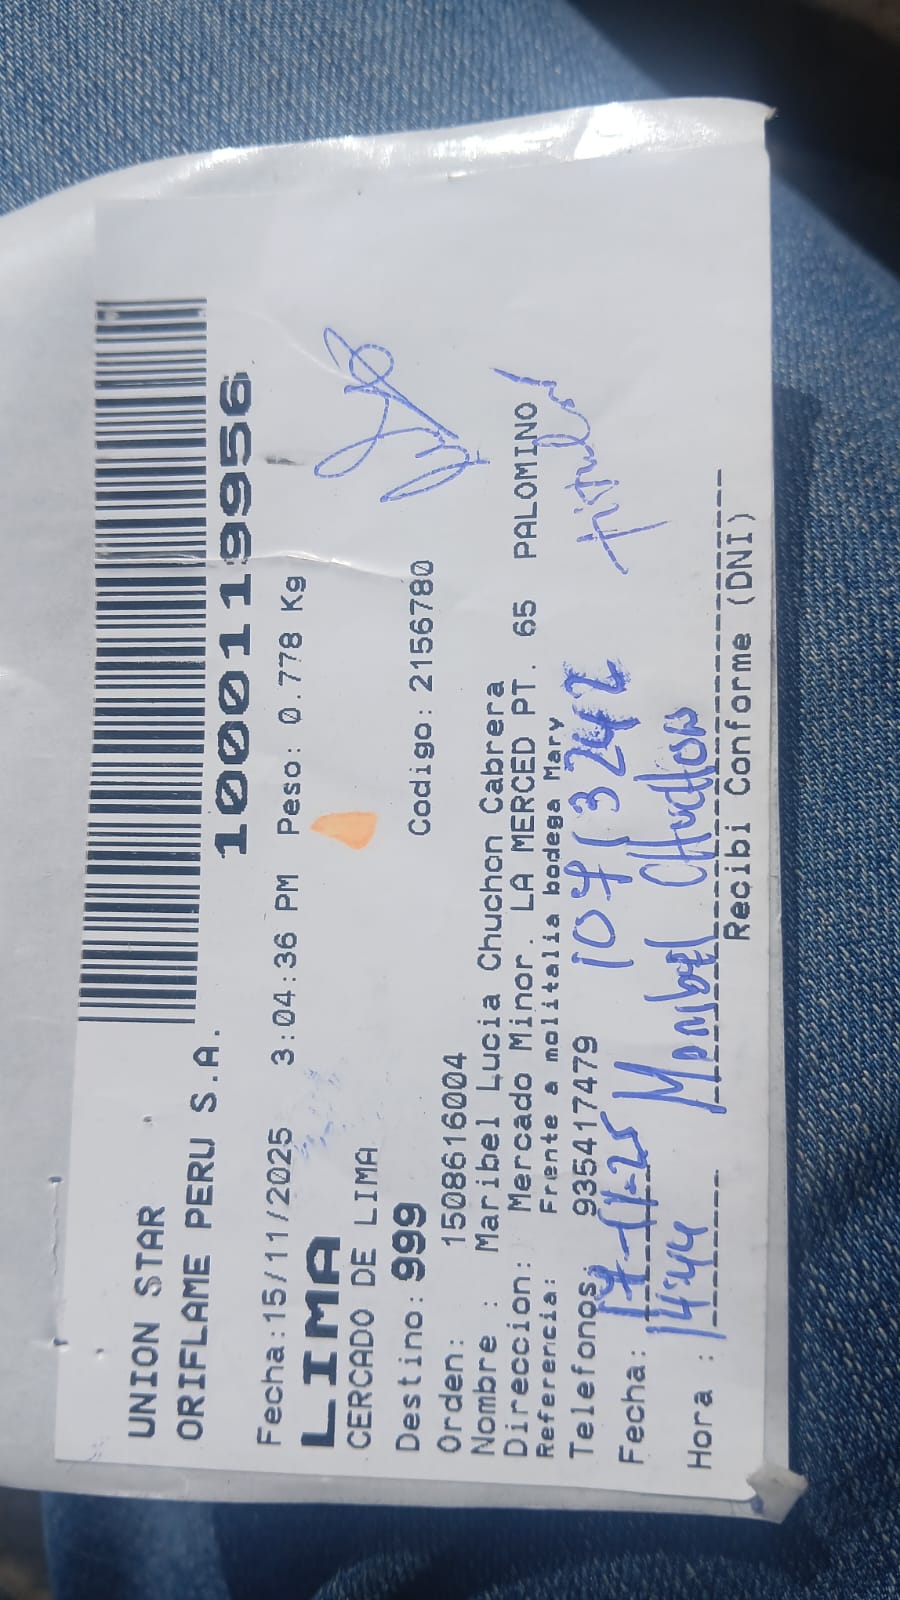 UNION STAR
ORIFLAME PERU S.A.
1000119956
Fecha:15/11/2025 3:04:36 PM Peso: 0.778 Kg
LIMA
CERCADO DE LIMA
Destino: 999 Codigo: 2156780
Orden: 1508616004
Nombre : Maribel Lucia Chuchon Cabrera
Direccion: Mercado Minor. LA MERCED PT. 65 PALOMINO
Referencia: Frente a molitalia bodega Mary
Telefonos: 935417479
Titular
Fecha: 17-11-25
Hora : 14:44
Chuchon
Recibi Conforme (DNI)